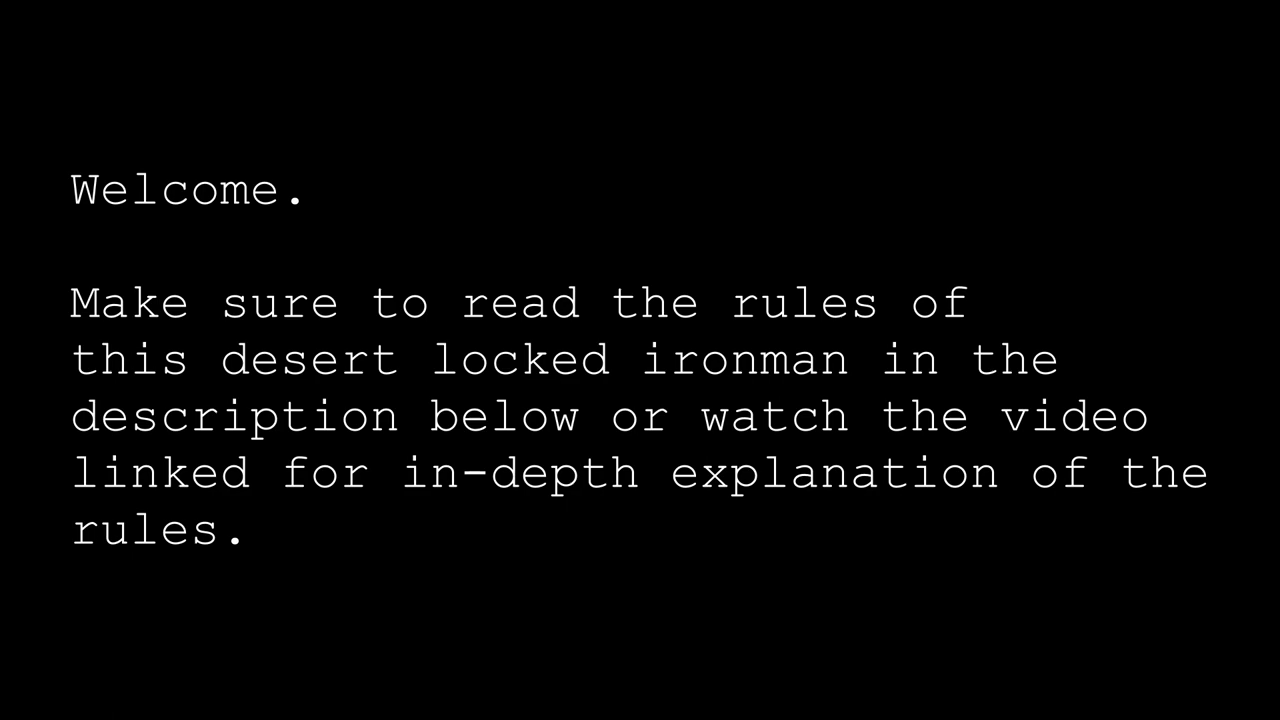 Welcome.
Make sure to read the rules of
this desert locked ironman in the
description below or watch the video
linked for in-depth explanation of the
rules.